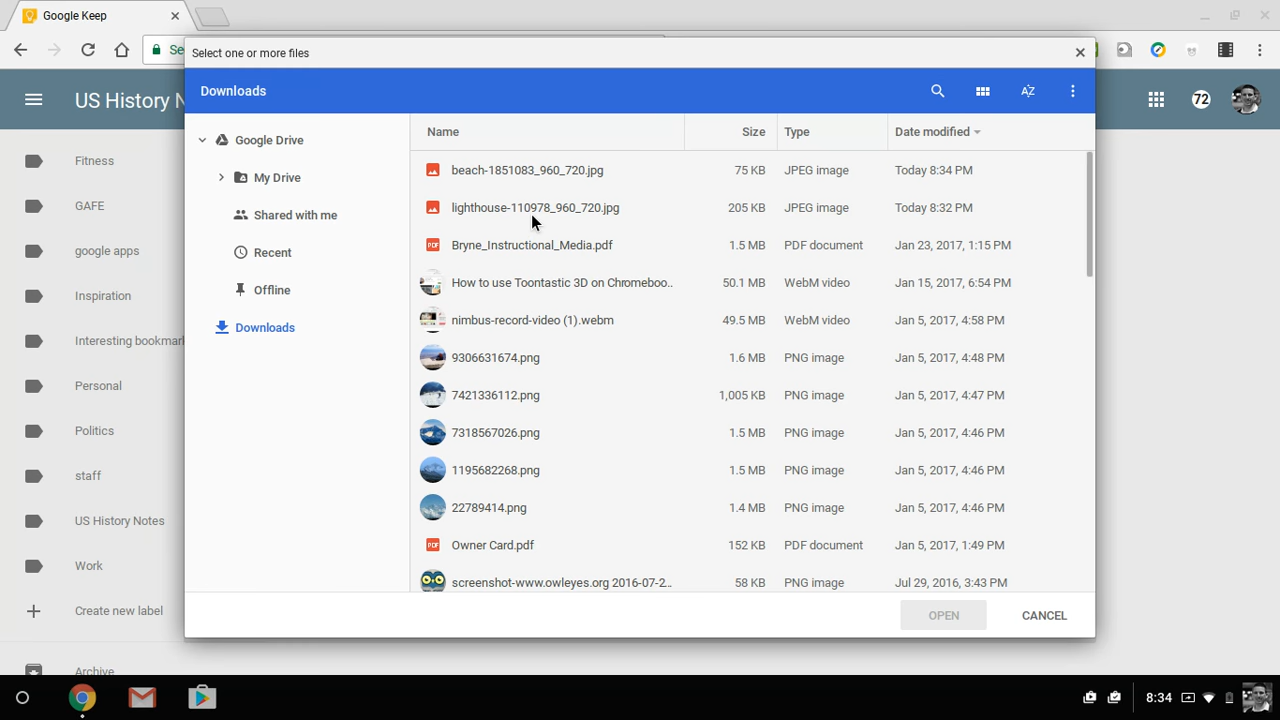 Google Keep
Se
Select one or more files
US History N
72
Downloads
AZ
Fitness
GAFE
google apps
Inspiration
Interesting bookmar
Personal
Politics
staff
US History Notes
Work
Create new label
Archive
Google Drive
My Drive
Shared with me
Recent
Offline
Downloads
Name Size Type Date modified
beach-1851083_960_720.jpg 75 KB JPEG image Today 8:34 PM
lighthouse-110978_960_720.jpg 205 KB JPEG image Today 8:32 PM
PDF Bryne_Instructional_Media.pdf 1.5 MB PDF document Jan 23, 2017, 1:15 PM
How to use Toontastic 3D on Chromeboo.. 50.1 MB WebM video Jan 15, 2017, 6:54 PM
nimbus-record-video (1).webm 49.5 MB WebM video Jan 5, 2017, 4:58 PM
9306631674.png 1.6 MB PNG image Jan 5, 2017, 4:48 PM
7421336112.png 1,005 KB PNG image Jan 5, 2017, 4:47 PM
7318567026.png 1.5 MB PNG image Jan 5, 2017, 4:46 PM
1195682268.png 1.5 MB PNG image Jan 5, 2017, 4:46 PM
22789414.png 1.4 MB PNG image Jan 5, 2017, 4:46 PM
PDF Owner Card.pdf 152 KB PDF document Jan 5, 2017, 1:49 PM
screenshot-www.owleyes.org 2016-07-2.. 58 KB PNG image Jul 29, 2016, 3:43 PM
OPEN CANCEL
8:34